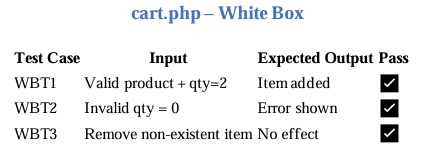 cart.php – White Box
Test Case Input Expected Output Pass
WBT1 Valid product + qty=2 Item added ✔
WBT2 Invalid qty = 0 Error shown ✔
WBT3 Remove non-existent item No effect ✔